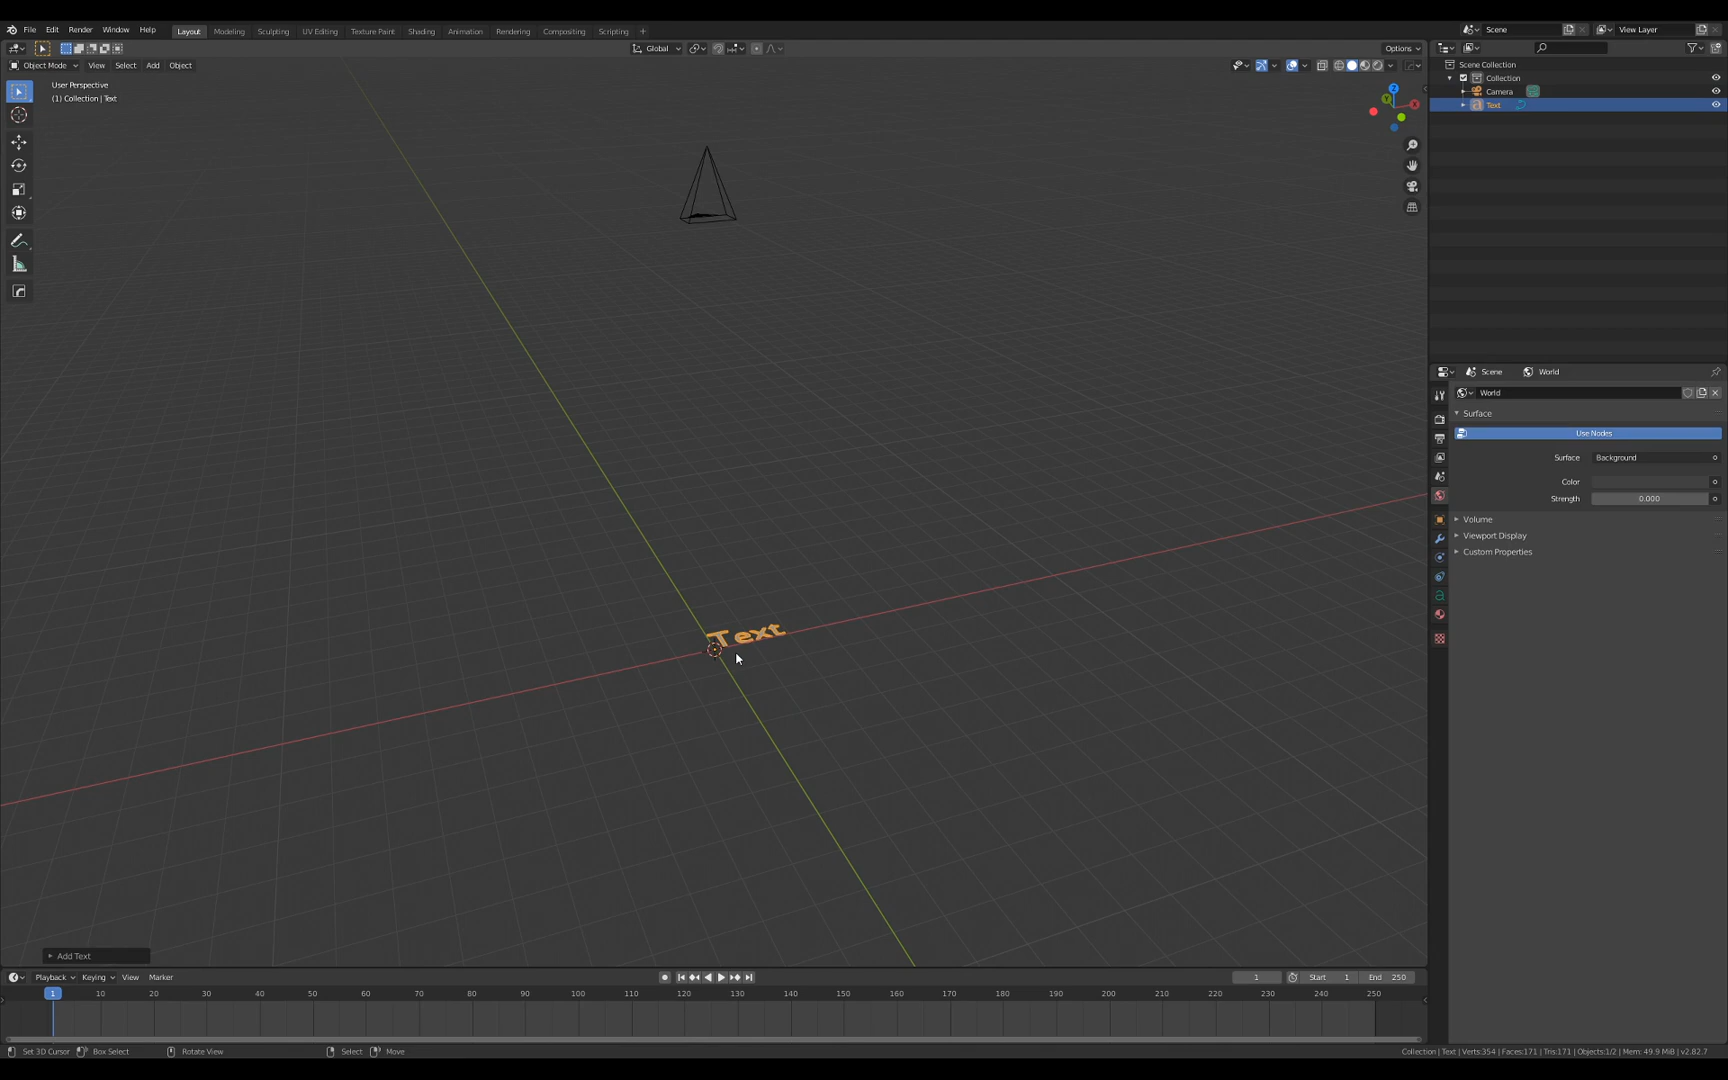 File Edit Render Window Help Layout Modeling Sculpting UV Editing Texture Paint Shading Animation Rendering Compositing Scripting + Scene View Layer
Global Options
Object Mode View Select Add Object
User Perspective
(1) Collection | Text
Scene Collection
Collection
Camera
Text
Z
Y
X
Text
Scene World
World
Surface
Use Nodes
Surface Background
Color
Strength 0.000
Volume
Viewport Display
Custom Properties
Add Text
Playback Keying View Marker 1 Start 1 End 250
1 10 20 30 40 50 60 70 80 90 100 110 120 130 140 150 160 170 180 190 200 210 220 230 240 250
Set 3D Cursor Box Select Rotate View Select Move Collection | Text | Verts:354 | Faces:171 | Tris:171 | Objects:1/2 | Mem: 49.9 MiB | v2.82.7